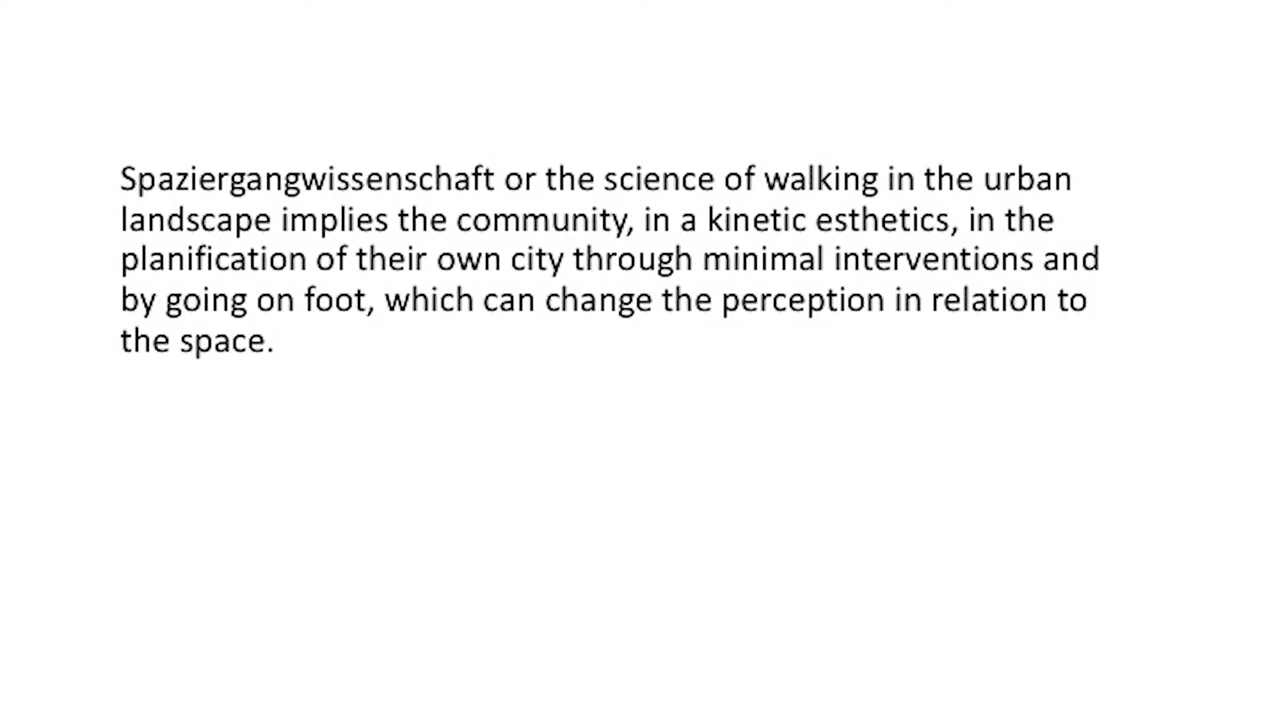 Spaziergangwissenschaft or the science of walking in the urban
landscape implies the community, in a kinetic esthetics, in the
planification of their own city through minimal interventions and
by going on foot, which can change the perception in relation to
the space.